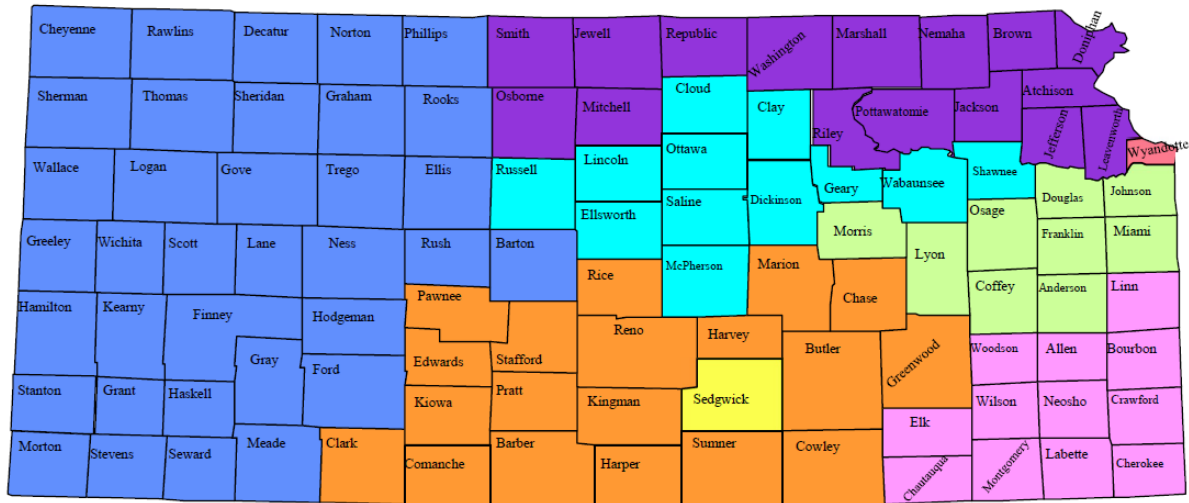 Cheyenne
Rawlins
Decatur
Norton
Phillips
Smith
Jewell
Republic
Washington
Marshall
Nemaha
Brown
Doniphan
Sherman
Thomas
Sheridan
Graham
Rooks
Osborne
Mitchell
Cloud
Clay
Riley
Pottawatomie
Jackson
Atchison
Jefferson
Leavenworth
Wyandotte
Wallace
Logan
Gove
Trego
Ellis
Russell
Lincoln
Ottawa
Ellsworth
Saline
Dickinson
Geary
Wabaunsee
Shawnee
Osage
Douglas
Johnson
Greeley
Wichita
Scott
Lane
Ness
Rush
Barton
Rice
McPherson
Marion
Morris
Chase
Lyon
Franklin
Miami
Coffey
Anderson
Linn
Hamilton
Kearny
Finney
Hodgeman
Pawnee
Edwards
Stafford
Reno
Harvey
Butler
Greenwood
Woodson
Allen
Bourbon
Gray
Ford
Stanton
Grant
Haskell
Kiowa
Pratt
Kingman
Sedgwick
Elk
Wilson
Neosho
Crawford
Morton
Stevens
Seward
Meade
Clark
Comanche
Barber
Harper
Sumner
Cowley
Chautauqua
Montgomery
Labette
Cherokee